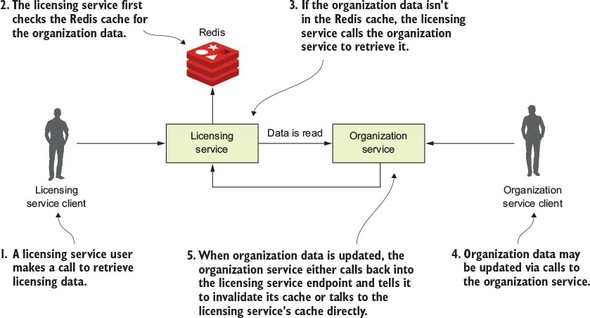 2. The licensing service first
checks the Redis cache for
the organization data.
Redis
3. If the organization data isn't
in the Redis cache, the licensing
service calls the organization
service to retrieve it.
Licensing
service
Data is read
Organization
service
Licensing
service client
Organization
service client
1. A licensing service user
makes a call to retrieve
licensing data.
5. When organization data is updated, the
organization service either calls back into
the licensing service endpoint and tells it
to invalidate its cache or talks to the
licensing service's cache directly.
4. Organization data may
be updated via calls to
the organization service.